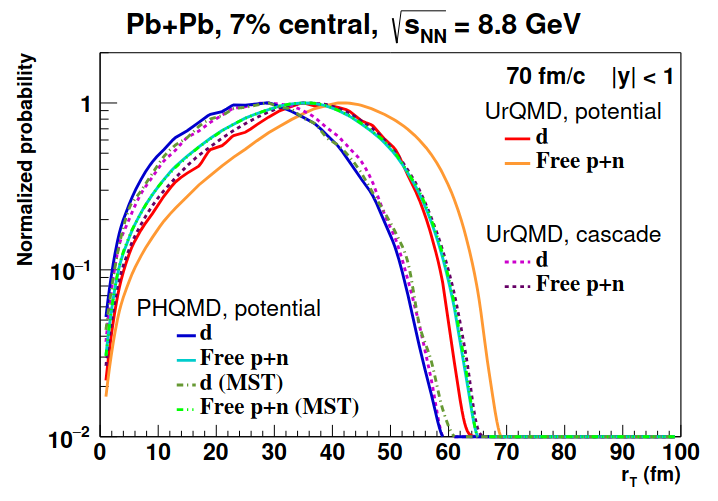 Pb+Pb, 7% central, √sNN = 8.8 GeV
Normalized probability
70 fm/c |y| < 1
UrQMD, potential
d
Free p+n
UrQMD, cascade
d
Free p+n
PHQMD, potential
d
Free p+n
d (MST)
Free p+n (MST)
1
10−1
10−2
0 10 20 30 40 50 60 70 80 90 100
rT (fm)